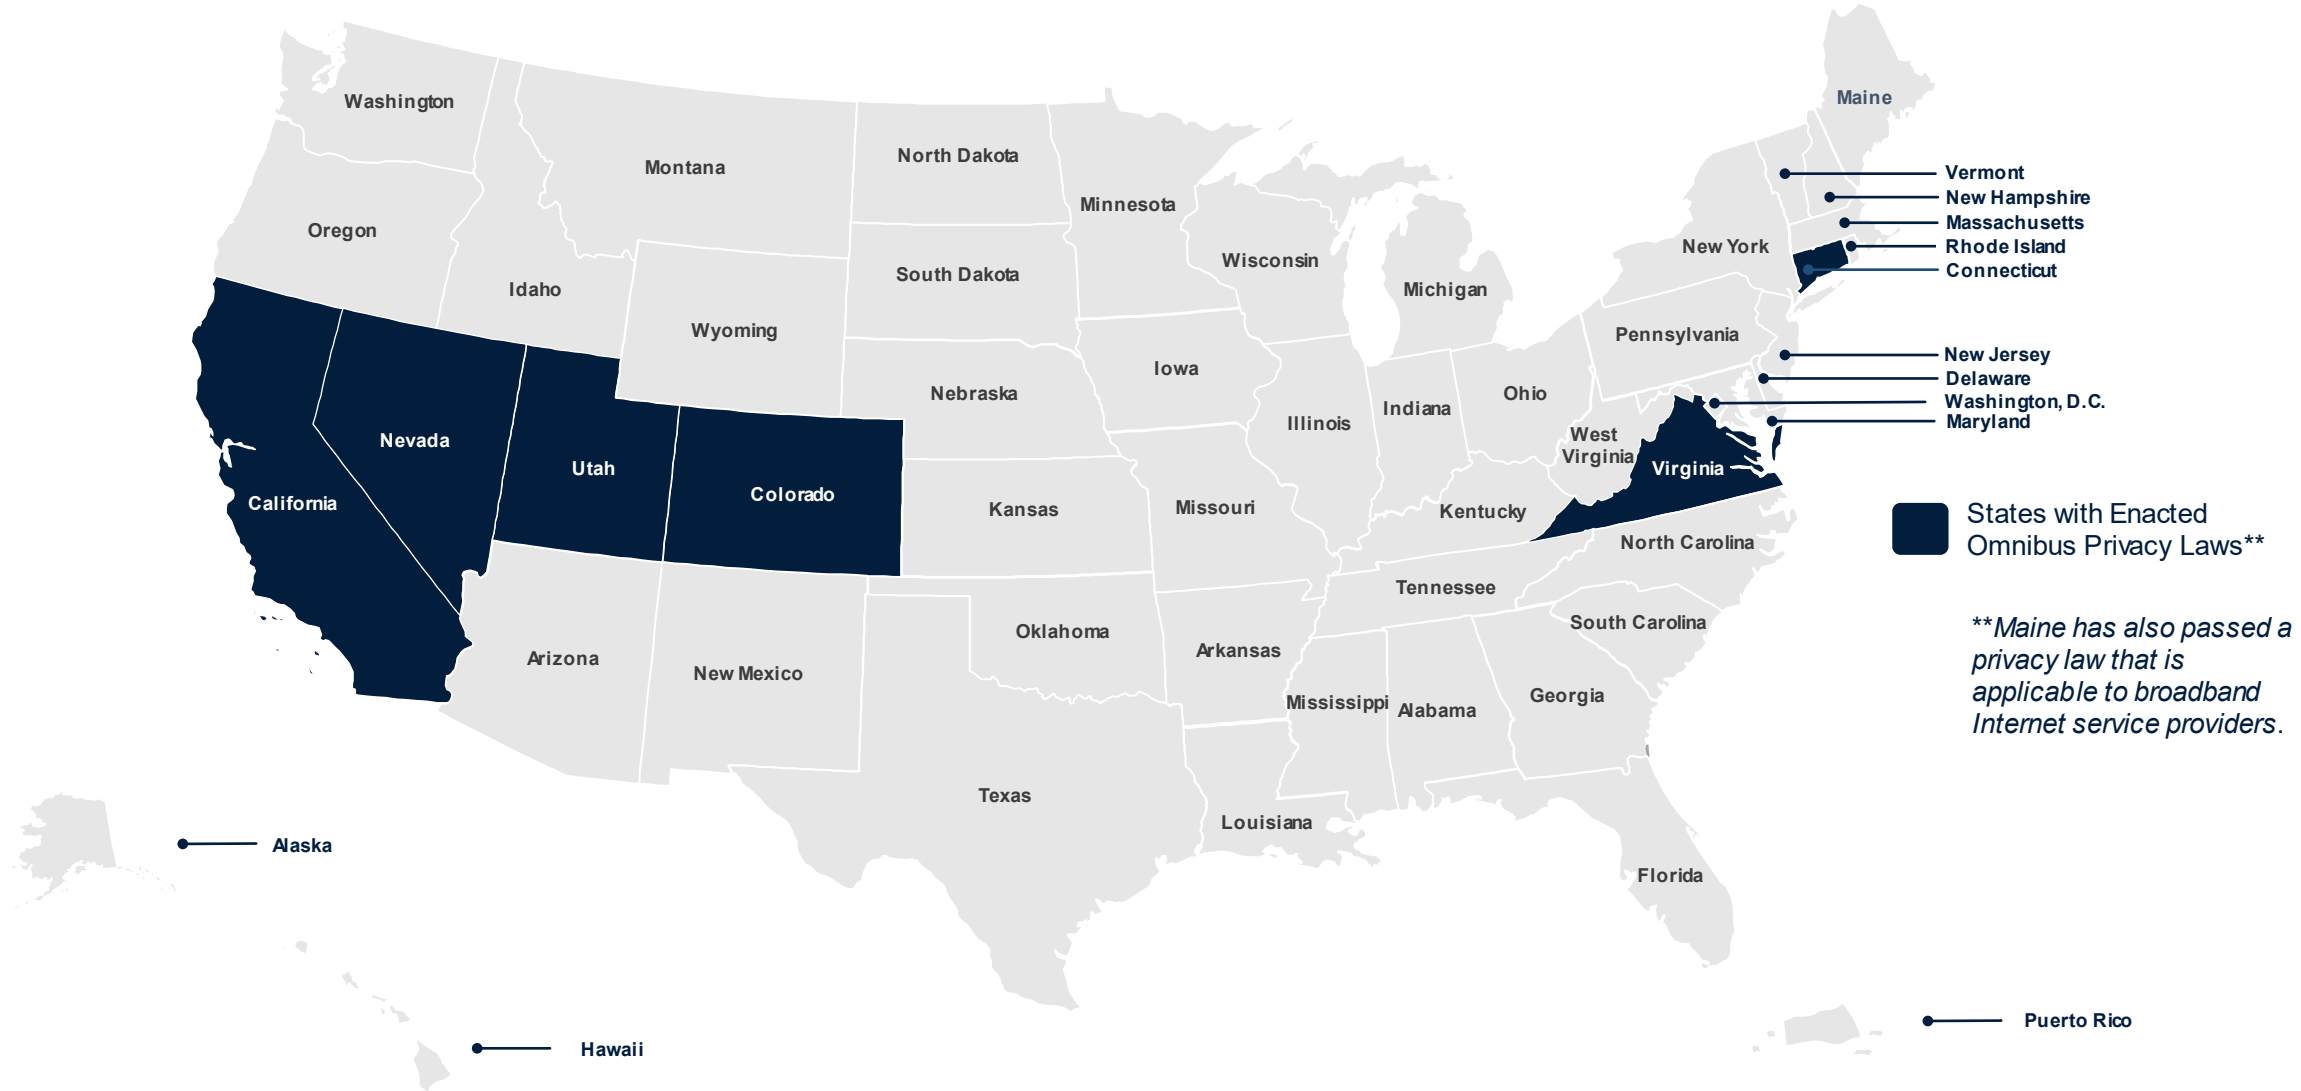 Washington
Maine
North Dakota
Montana
Vermont
New Hampshire
Minnesota
Massachusetts
Oregon
New York
Rhode Island
Wisconsin
Connecticut
South Dakota
Idaho
Michigan
Wyoming
Pennsylvania
New Jersey
Iowa
Delaware
Nebraska
Ohio
Washington, D.C.
Indiana
Maryland
Illinois
West
Virginia
Nevada
Utah
Virginia
Colorado
California
Kansas
Missouri
Kentucky
States with Enacted
Omnibus Privacy Laws**
North Carolina
Tennessee
South Carolina
Oklahoma
Arkansas
Arizona
New Mexico
**Maine has also passed a
privacy law that is
applicable to broadband
Internet service providers.
Mississippi
Alabama
Georgia
Texas
Louisiana
Alaska
Florida
Puerto Rico
Hawaii